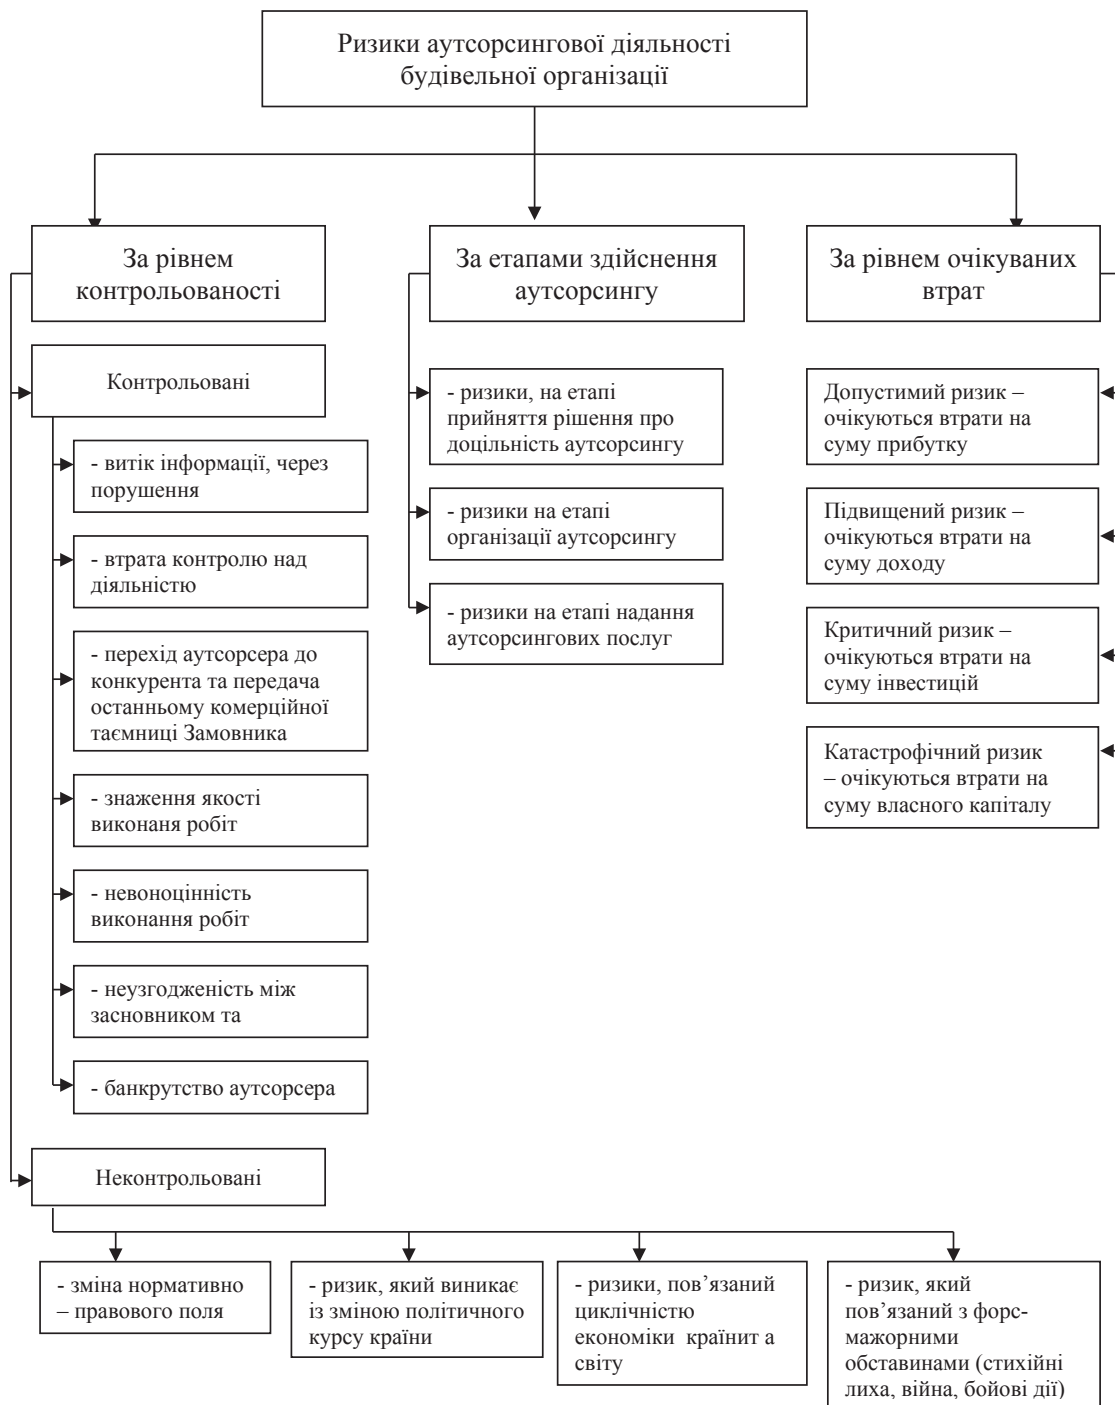 Ризики аутсорсингової діяльності
будівельної організації
За рівнем
контрольованості
За етапами здійснення
аутсорсингу
За рівнем очікуваних
втрат
Контрольовані
- витік інформації, через
порушення
- втрата контролю над
діяльністю
- перехід аутсорсера до
конкурента та передача
останньому комерційної
таємниці Замовника
- знаження якості
виконаня робіт
- невоноцінність
виконання робіт
- неузгодженість між
засновником та
- банкрутство аутсорсера
- ризики, на етапі
прийняття рішення про
доцільність аутсорсингу
- ризики на етапі
організації аутсорсингу
- ризики на етапі надання
аутсорсингових послуг
Допустимий ризик –
очікуються втрати на
суму прибутку
Підвищений ризик –
очікуються втрати на
суму доходу
Критичний ризик –
очікуються втрати на
суму інвестицій
Катастрофічний ризик
– очікуються втрати на
суму власного капіталу
Неконтрольовані
- зміна нормативно
– правового поля
- ризик, який виникає
із зміною політичного
курсу країни
- ризики, пов’язаний
циклічністю
економіки країнит а
світу
- ризик, який
пов’язаний з форс-
мажорними
обставинами (стихійні
лиха, війна, бойові дії)